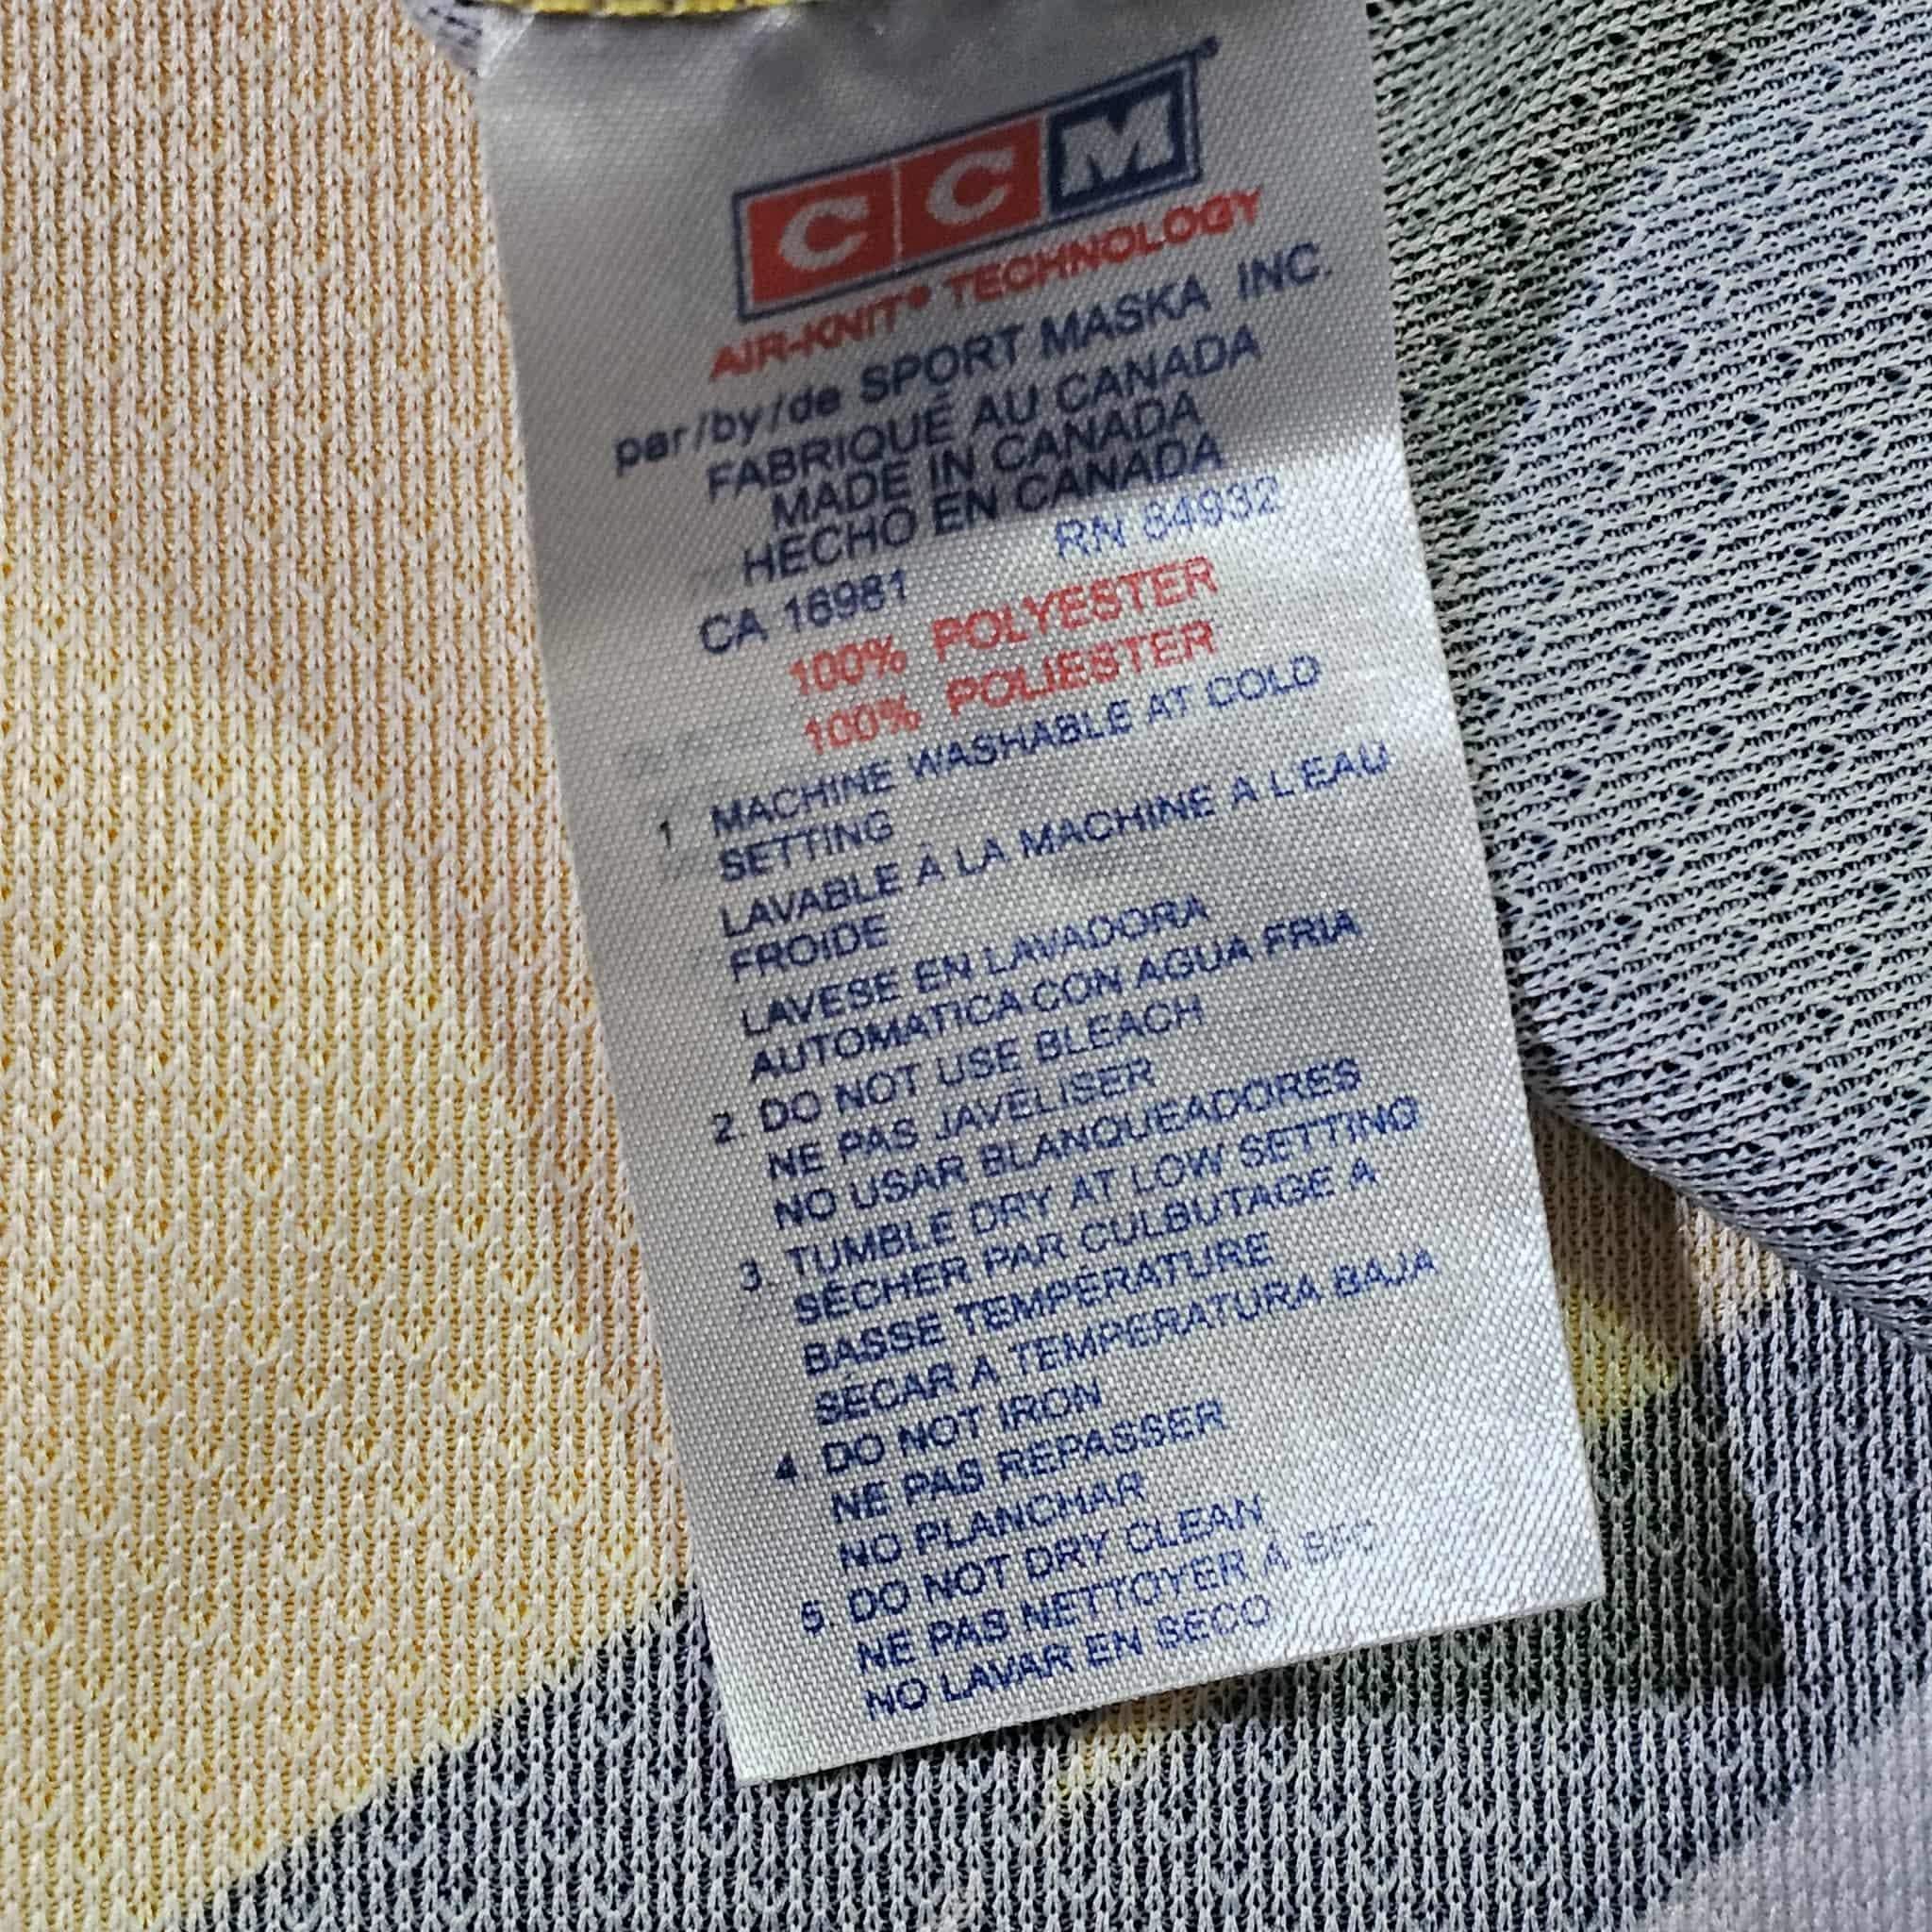 CCM®
AIR-KNIT® TECHNOLOGY
par/by/de SPORT MASKA INC.
FABRIQUÉ AU CANADA
MADE IN CANADA
HECHO EN CANADA
CA 16981 RN 84932
100% POLYESTER
100% POLIESTER
1 MACHINE WASHABLE AT COLD
SETTING
LAVABLE À LA MACHINE A L'EAU
FROIDE
LAVESE EN LAVADORA
AUTOMATICA CON AGUA FRIA
2. DO NOT USE BLEACH
NE PAS JAVÉLISER
NO USAR BLANQUEADORES
3. TUMBLE DRY AT LOW SETTING
SÉCHER PAR CULBUTAGE A
BASSE TEMPÉRATURE
SECAR A TEMPERATURA BAJA
4. DO NOT IRON
NE PAS REPASSER
NO PLANCHAR
5. DO NOT DRY CLEAN
NE PAS NETTOYER A SEC
NO LAVAR EN SECO